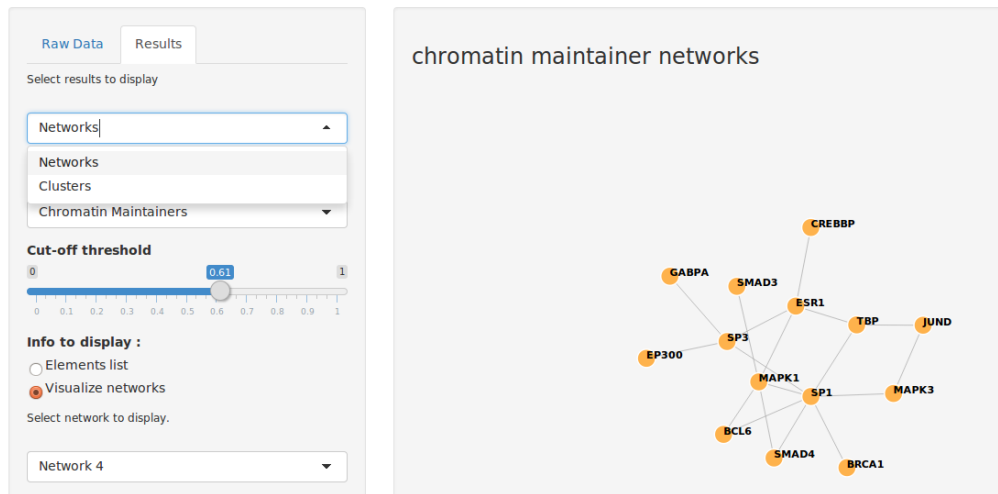 Raw Data
Results
Select results to display
Networks
Networks
Clusters
Chromatin Maintainers
Cut-off threshold
0 0.61 1
0 0.1 0.2 0.3 0.4 0.5 0.6 0.7 0.8 0.9 1
Info to display :
Elements list
Visualize networks
Select network to display.
Network 4
chromatin maintainer networks
CREBBP
GABPA
SMAD3
ESR1
TBP
JUND
SP3
EP300
MAPK1
SP1
MAPK3
BCL6
SMAD4
BRCA1